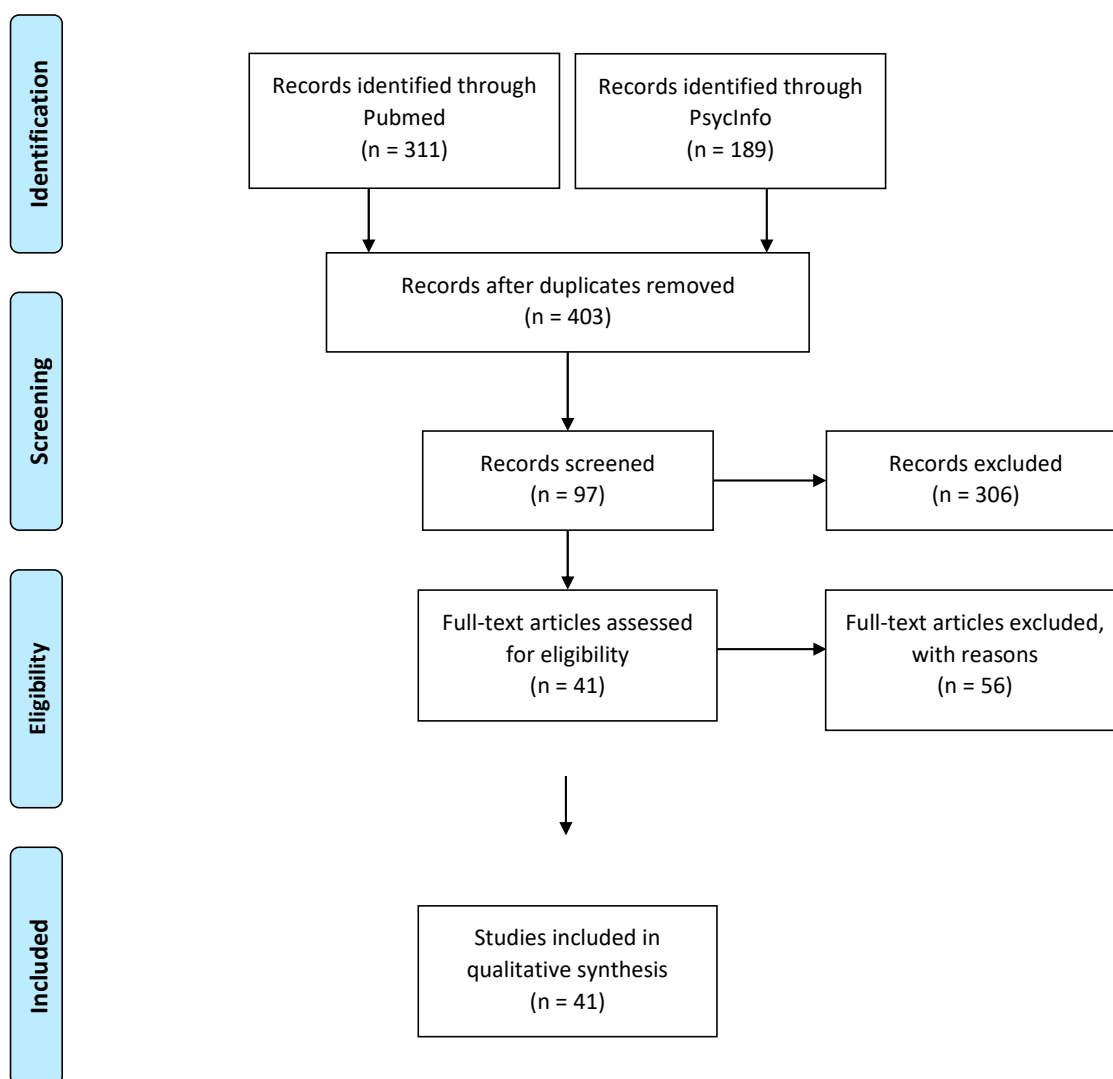 Identification
Records identified through
Pubmed
(n = 311)
Records identified through
PsycInfo
(n = 189)
Records after duplicates removed
(n = 403)
Screening
Records screened
(n = 97)
Records excluded
(n = 306)
Eligibility
Full-text articles assessed
for eligibility
(n = 41)
Full-text articles excluded,
with reasons
(n = 56)
Included
Studies included in
qualitative synthesis
(n = 41)